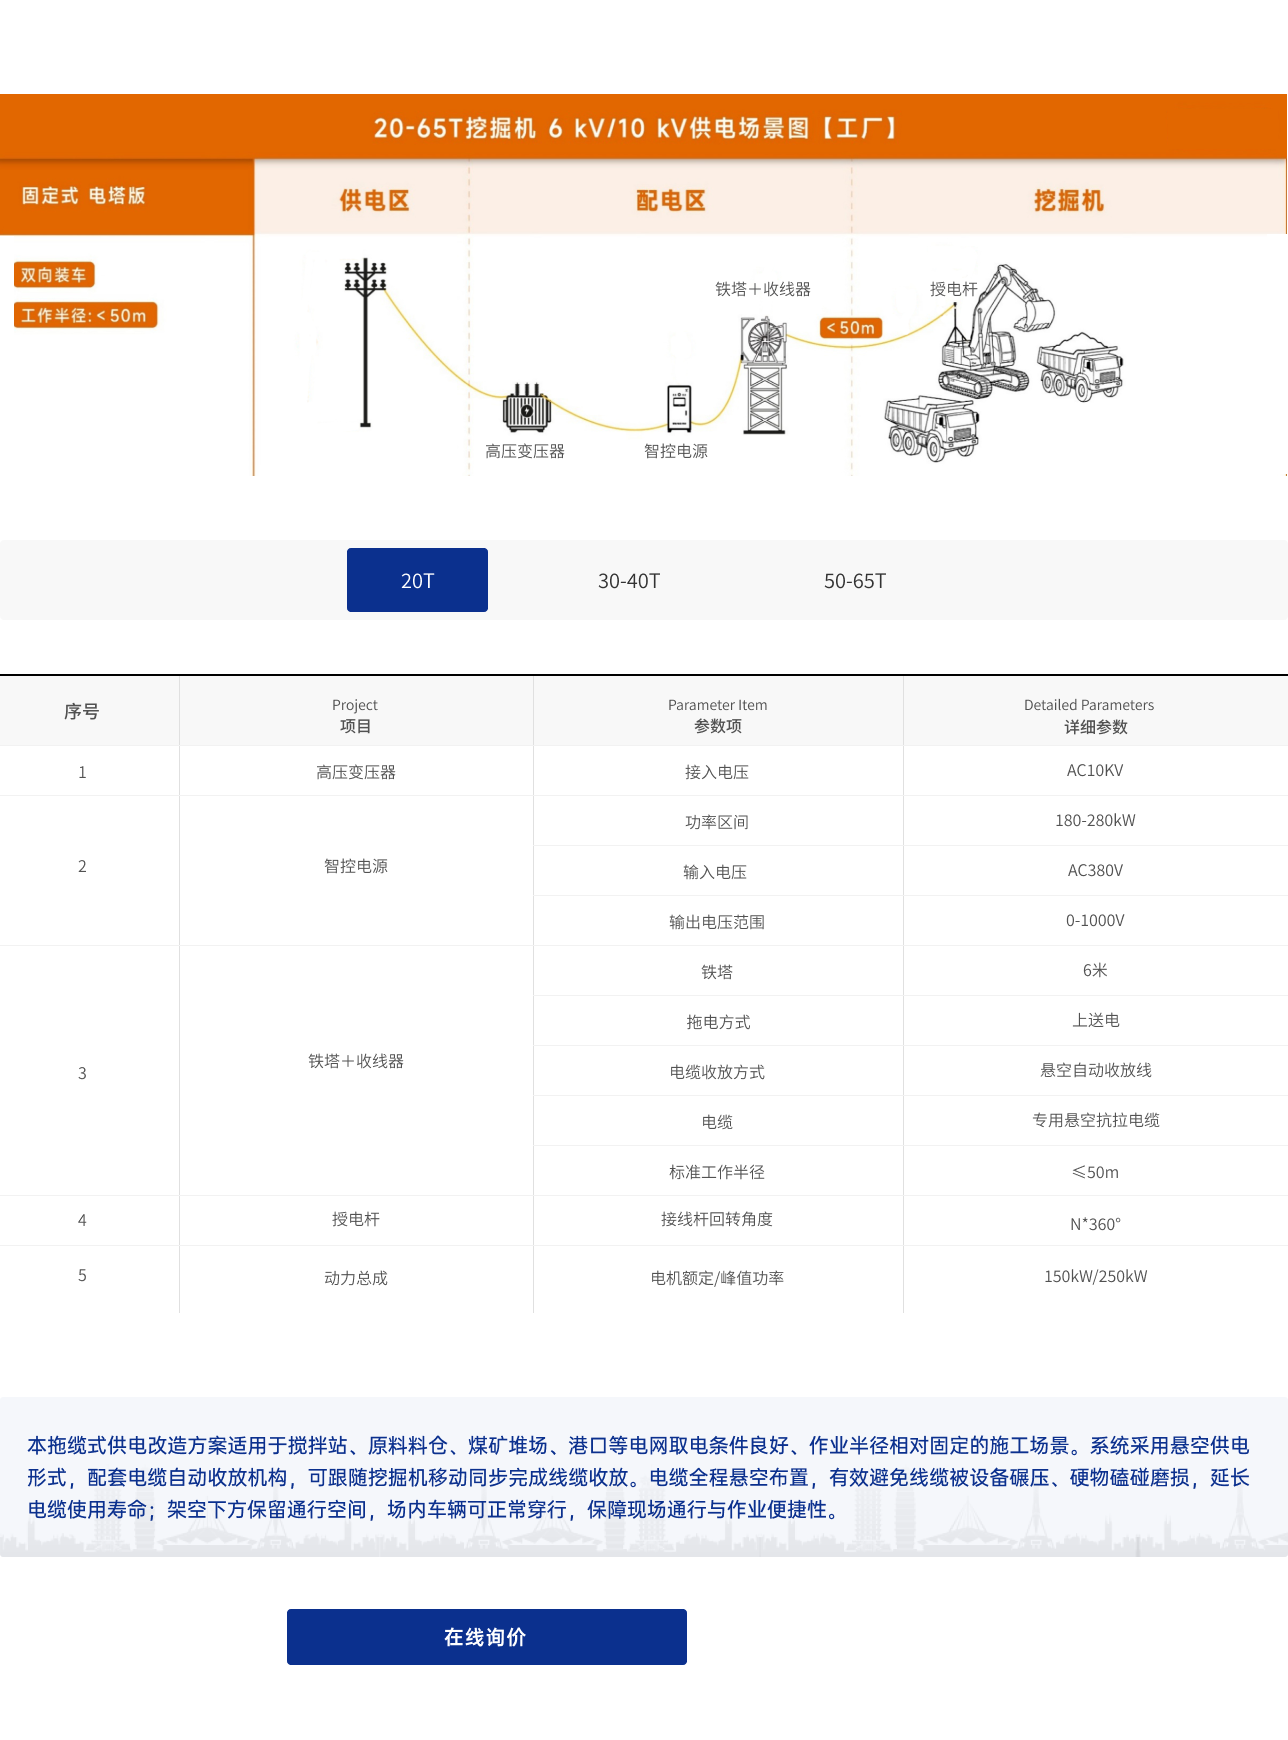 20-65T挖掘机 6 kV/10 kV供电场景图【工厂】
固定式 电塔版
供电区
配电区
挖掘机
双向装车
工作半径:<50m
铁塔+收线器
授电杆
<50m
高压变压器
智控电源
20T
30-40T
50-65T
序号
Project
项目
Parameter Item
参数项
Detailed Parameters
详细参数
1
高压变压器
接入电压
AC10KV
2
智控电源
功率区间
180-280kW
输入电压
AC380V
输出电压范围
0-1000V
3
铁塔+收线器
铁塔
6米
拖电方式
上送电
电缆收放方式
悬空自动收放线
电缆
专用悬空抗拉电缆
标准工作半径
≤50m
4
授电杆
接线杆回转角度
N*360°
5
动力总成
电机额定/峰值功率
150kW/250kW
本拖缆式供电改造方案适用于搅拌站、原料料仓、煤矿堆场、港口等电网取电条件良好、作业半径相对固定的施工场景。系统采用悬空供电
形式，配套电缆自动收放机构，可跟随挖掘机移动同步完成线缆收放。电缆全程悬空布置，有效避免线缆被设备碾压、硬物磕碰磨损，延长
电缆使用寿命；架空下方保留通行空间，场内车辆可正常穿行，保障现场通行与作业便捷性。
在线询价